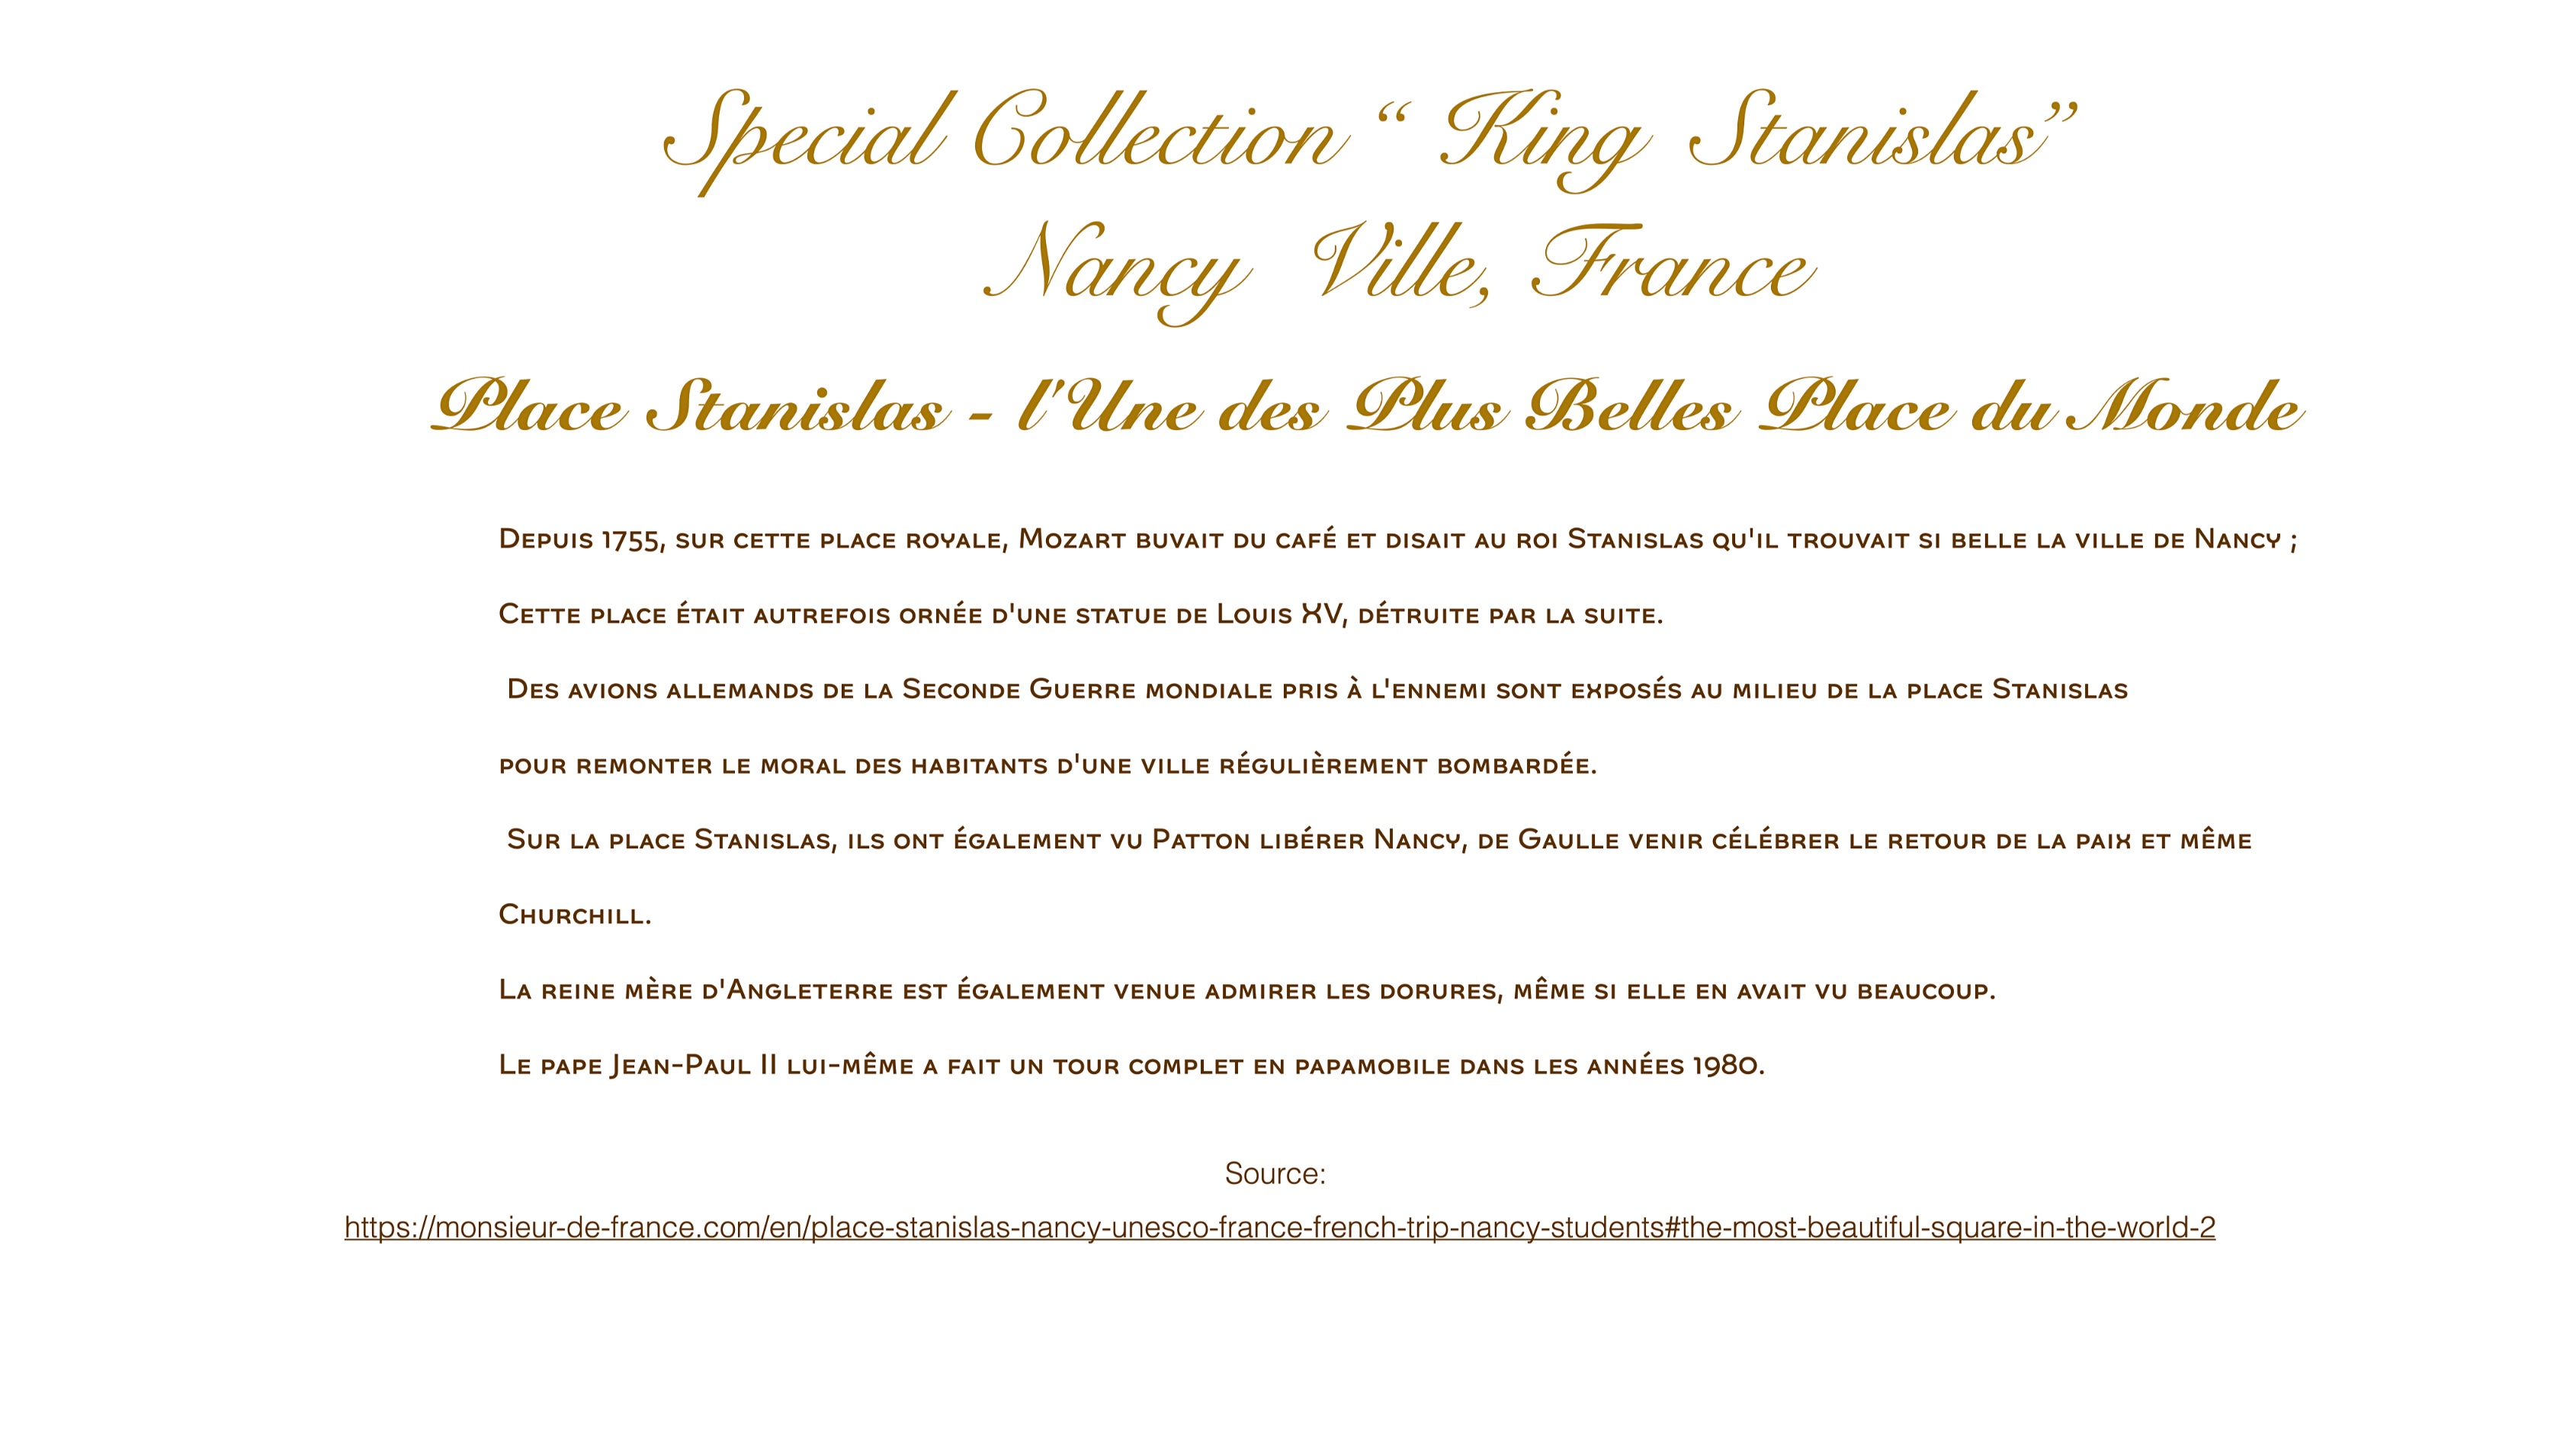 Special Collection “ King Stanislas”
Nancy Ville, France
Place Stanislas - l'Une des Plus Belles Place du Monde
Depuis 1755, sur cette place royale, Mozart buvait du café et disait au roi Stanislas qu'il trouvait si belle la ville de Nancy ;
Cette place était autrefois ornée d'une statue de Louis XV, détruite par la suite.
Des avions allemands de la Seconde Guerre mondiale pris à l'ennemi sont exposés au milieu de la place Stanislas
pour remonter le moral des habitants d'une ville régulièrement bombardée.
Sur la place Stanislas, ils ont également vu Patton libérer Nancy, de Gaulle venir célébrer le retour de la paix et même
Churchill.
La reine mère d'Angleterre est également venue admirer les dorures, même si elle en avait vu beaucoup.
Le pape Jean-Paul II lui-même a fait un tour complet en papamobile dans les années 1980.
Source:
https://monsieur-de-france.com/en/place-stanislas-nancy-unesco-france-french-trip-nancy-students#the-most-beautiful-square-in-the-world-2